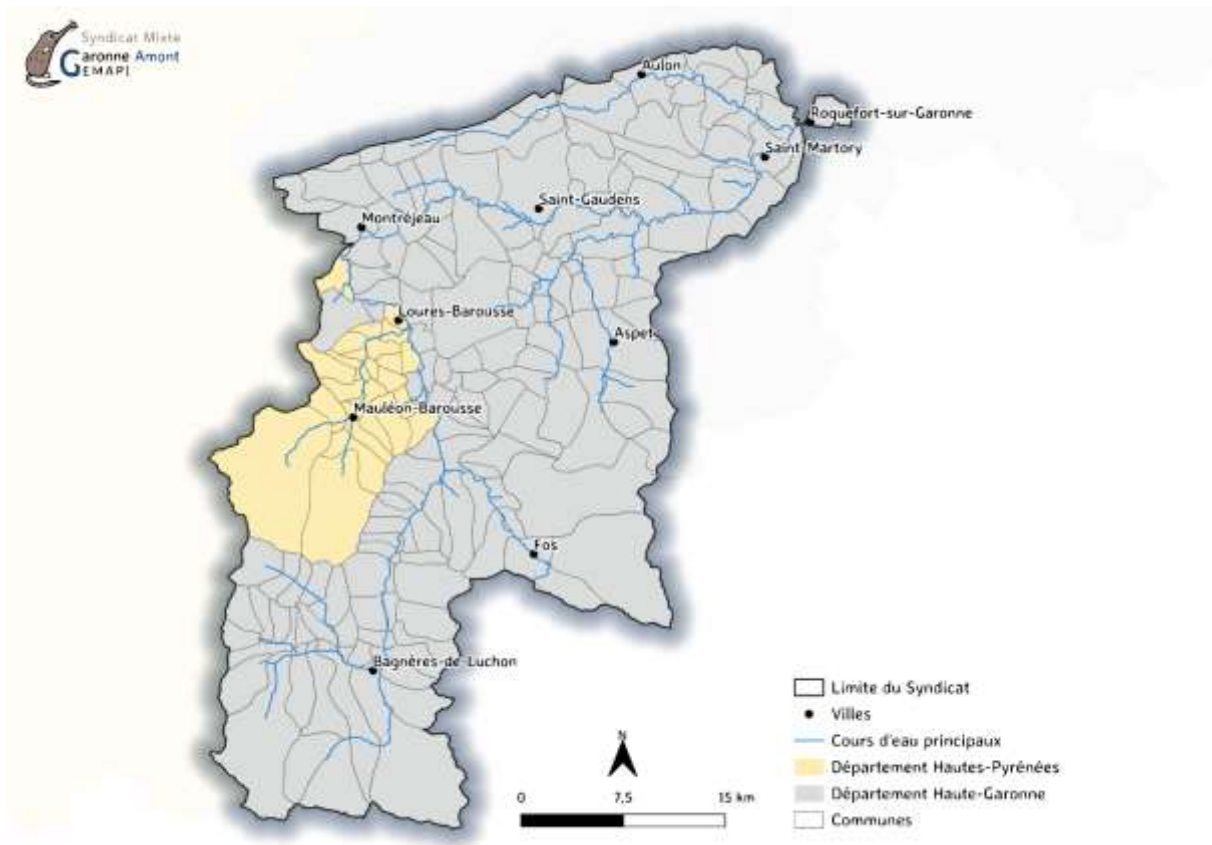 Syndicat Mixte
Garonne Amont
GEMAPI
Aulon
Roquefort-sur-Garonne
Saint-Martory
Saint-Gaudens
Montréjeau
Loures-Barousse
Aspet
Mauléon-Barousse
Fos
Bagnères-de-Luchon
N
0 7.5 15 km
Limite du Syndicat
Villes
Cours d'eau principaux
Département Hautes-Pyrénées
Département Haute-Garonne
Communes